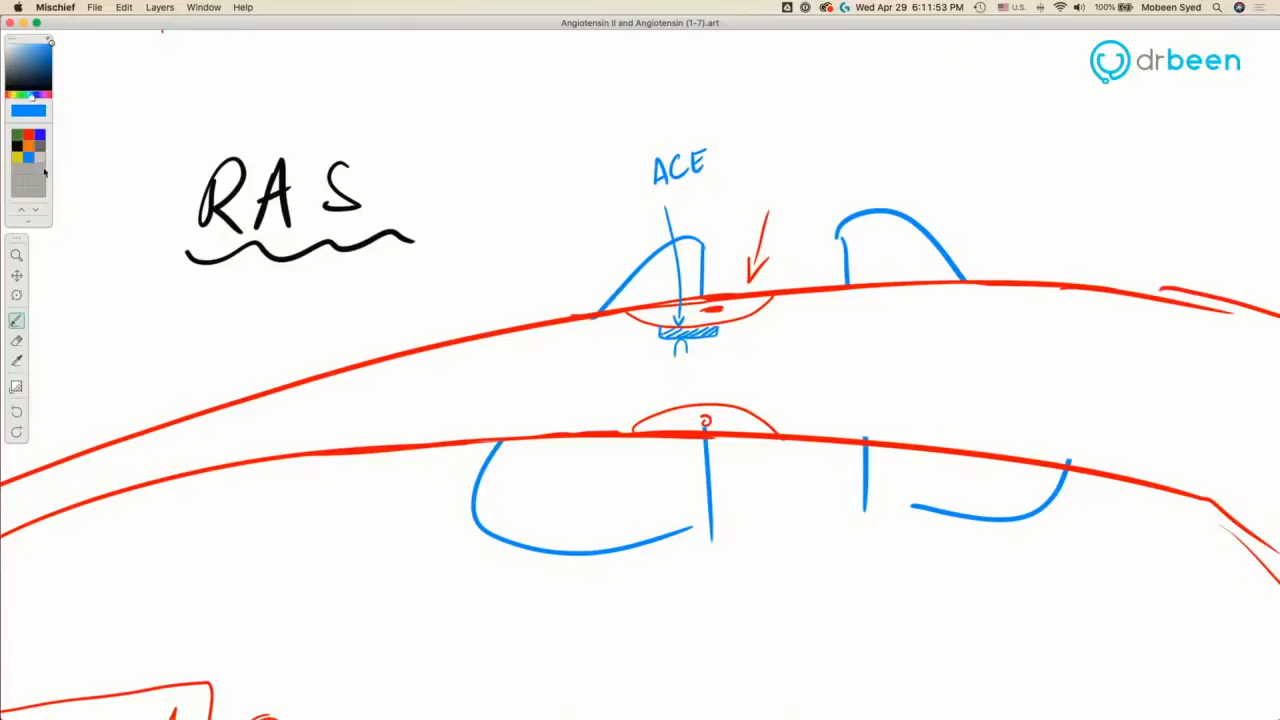 Mischief File Edit Layers Window Help
U.S. 100% Wed Apr 29 6:11:53 PM Mobeen Syed
Angiotensin II and Angiotensin (1-7).art
drbeen
ACE
RAS